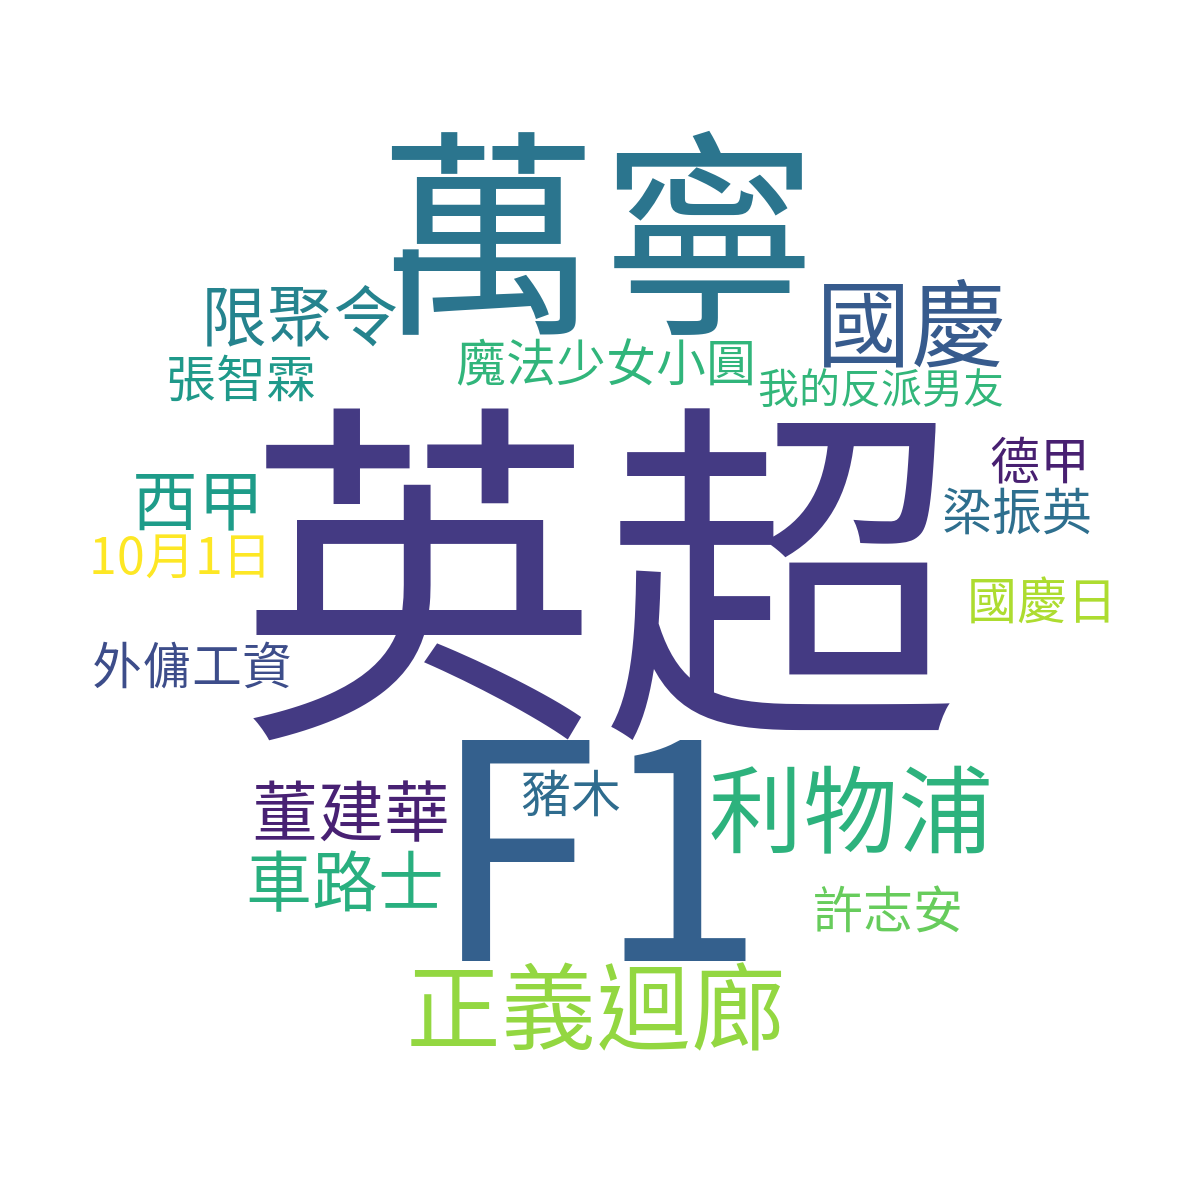 萬寧
限聚令
國慶
魔法少女小圓
張智霖
我的反派男友
英超
德甲
西甲
梁振英
10月1日
國慶日
外傭工資
F1
豬木
利物浦
董建華
車路士
許志安
正義迴廊